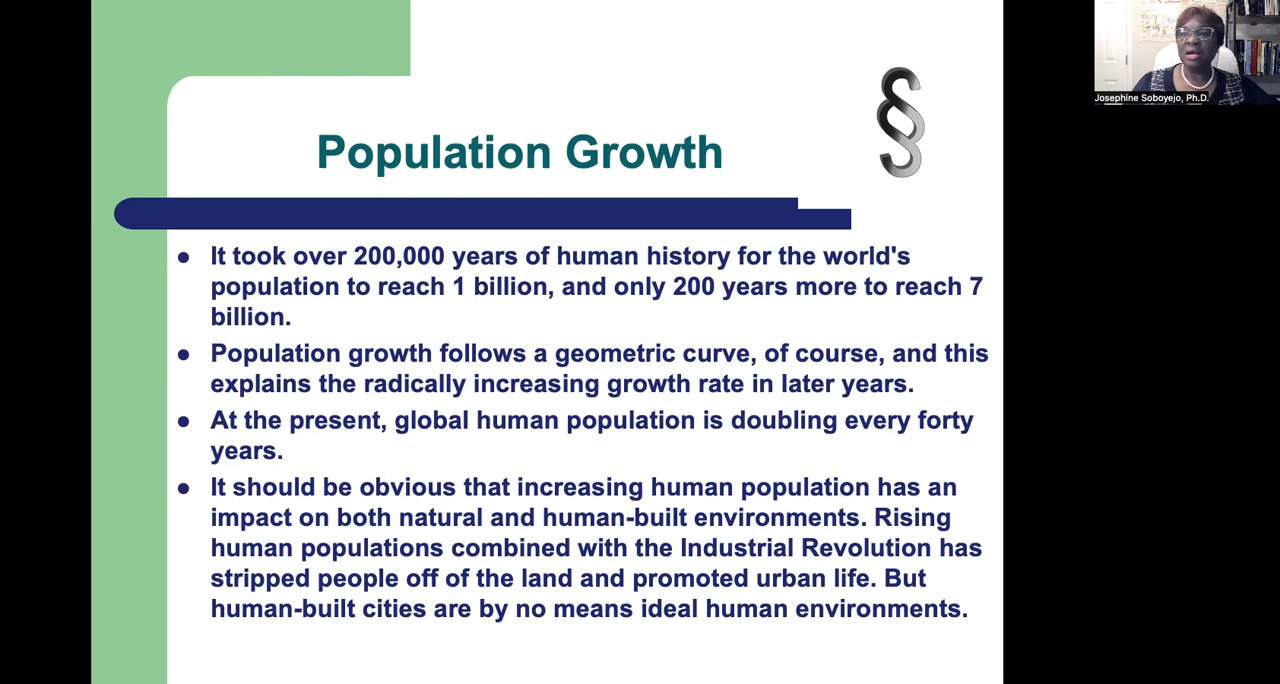 Josephine Soboyejo, Ph.D.
§
Population Growth
● It took over 200,000 years of human history for the world's
population to reach 1 billion, and only 200 years more to reach 7
billion.
● Population growth follows a geometric curve, of course, and this
explains the radically increasing growth rate in later years.
● At the present, global human population is doubling every forty
years.
● It should be obvious that increasing human population has an
impact on both natural and human-built environments. Rising
human populations combined with the Industrial Revolution has
stripped people off of the land and promoted urban life. But
human-built cities are by no means ideal human environments.